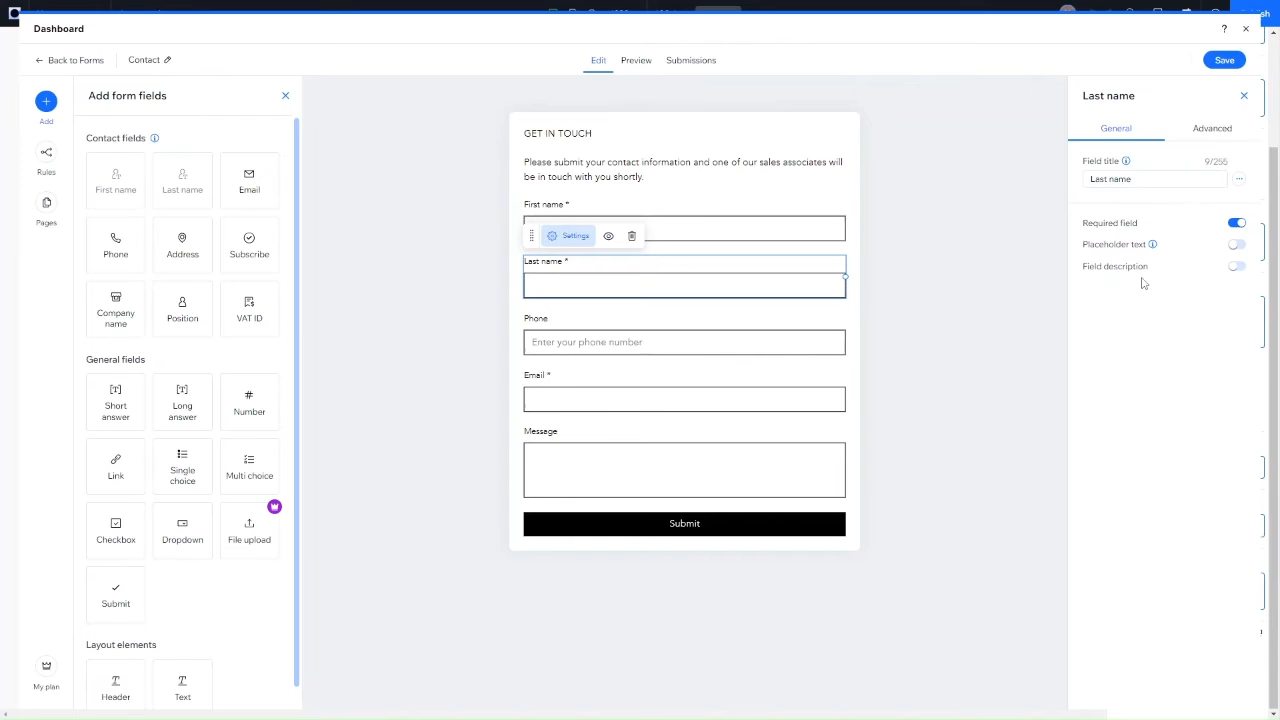 Dashboard
?
Back to Forms
Contact
Edit
Preview
Submissions
Save
Add
Rules
Pages
My plan
Add form fields
Contact fields
First name
Last name
Email
Phone
Address
Subscribe
Company name
Position
VAT ID
General fields
Short answer
Long answer
Number
Link
Single choice
Multi choice
Checkbox
Dropdown
File upload
Submit
Layout elements
Header
Text
GET IN TOUCH
Please submit your contact information and one of our sales associates will
be in touch with you shortly.
First name *
Settings
Last name *
Phone
Enter your phone number
Email *
Message
Submit
Last name
General
Advanced
Field title
9/255
Last name
Required field
Placeholder text
Field description